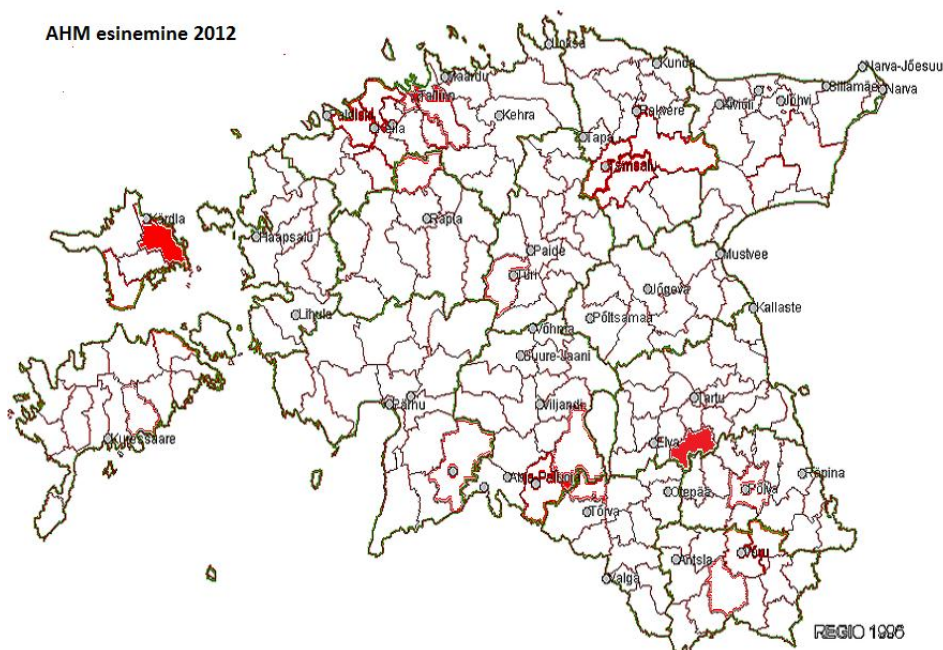 AHM esinemine 2012
Loksa
Kunda
Narva-Jõesuu
Maardu
Sillamäe
Narva
Tallinn
Kiviõli
Jõhvi
Paldiski
Kehra
Rakvere
Keila
Tapa
Tamsalu
Kärdla
Rapla
Haapsalu
Paide
Mustvee
Türi
Jõgeva
Kallaste
Lihula
Põltsamaa
Võhma
Suure-Jaani
Pärnu
Viljandi
Tartu
Kuressaare
Elva
Abja-Paluoja
Räpina
Otepää
Põlva
Tõrva
Antsla
Võru
Valga
REGIO 1996